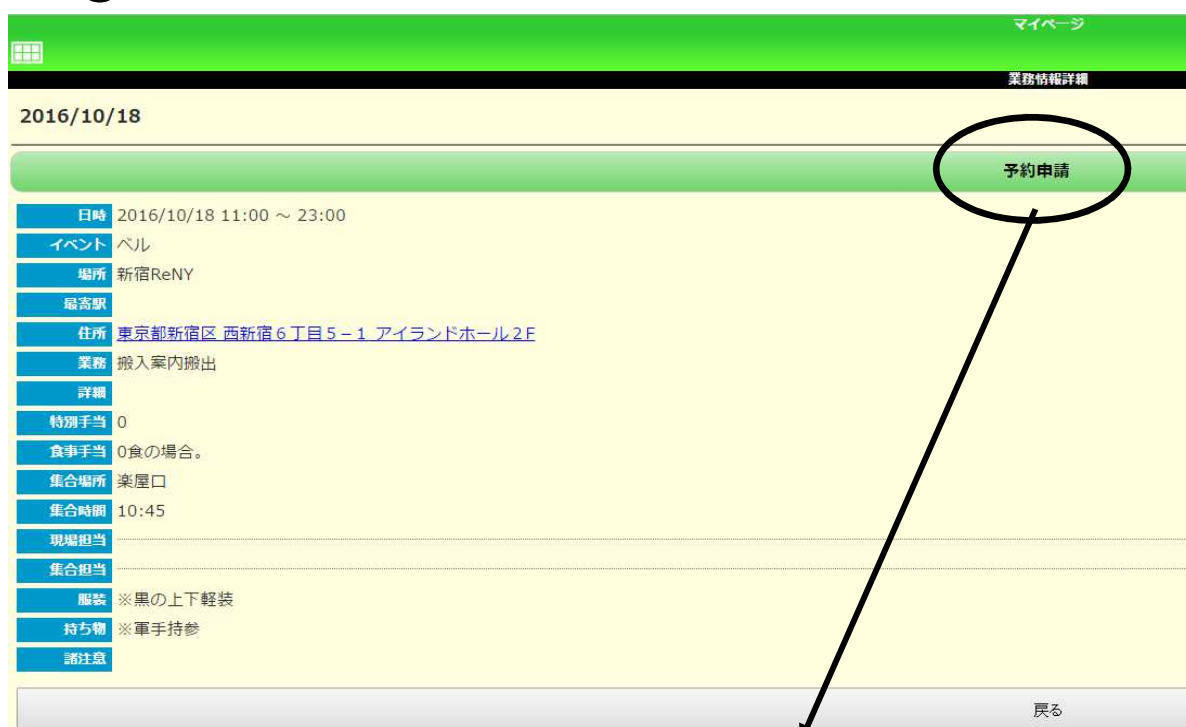 マイページ
業務情報詳細
2016/10/18
予約申請
日時 2016/10/18 11:00 ～ 23:00
イベント ベル
場所 新宿ReNY
最寄駅
住所 東京都新宿区 西新宿６丁目５－１ アイランドホール２F
業務 搬入案内搬出
詳細
特別手当 0
食事手当 0食の場合。
集合場所 楽屋口
集合時間 10:45
現場担当
集合担当
服装 ※黒の上下軽装
持ち物 ※軍手持参
諸注意
戻る